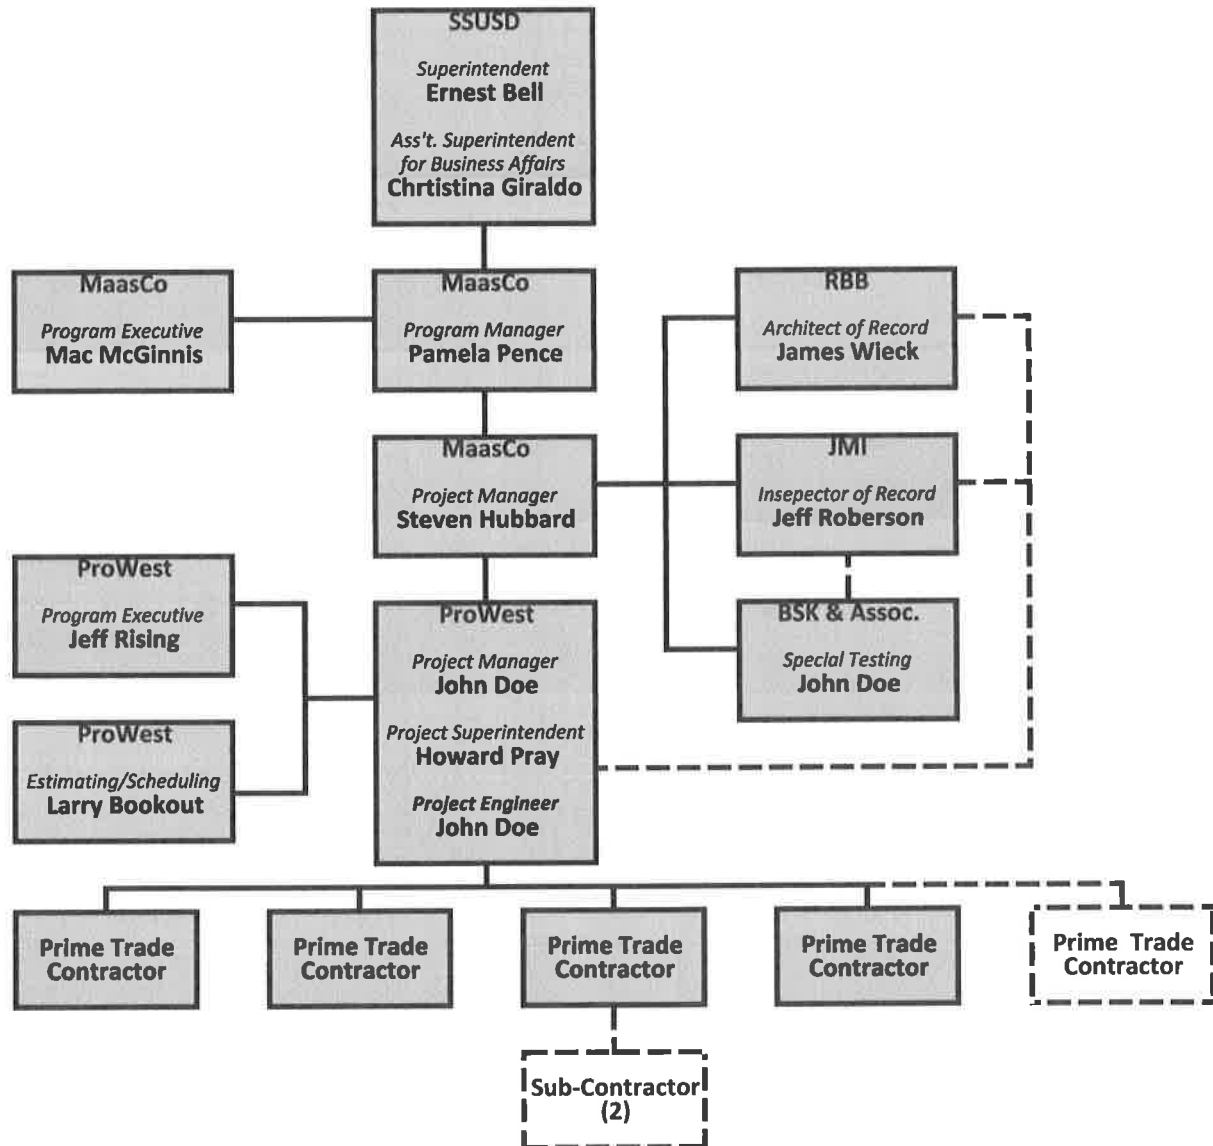 SSUSD
Superintendent
Ernest Bell
Ass't. Superintendent
for Business Affairs
Chrtistina Giraldo
MaasCo
Program Executive
Mac McGinnis
MaasCo
Program Manager
Pamela Pence
RBB
Architect of Record
James Wieck
MaasCo
Project Manager
Steven Hubbard
JMI
Insepector of Record
Jeff Roberson
ProWest
Program Executive
Jeff Rising
ProWest
Project Manager
John Doe
Project Superintendent
Howard Pray
Project Engineer
John Doe
BSK & Assoc.
Special Testing
John Doe
ProWest
Estimating/Scheduling
Larry Bookout
Prime Trade
Contractor
Prime Trade
Contractor
Prime Trade
Contractor
Prime Trade
Contractor
Prime Trade
Contractor
Sub-Contractor
(2)